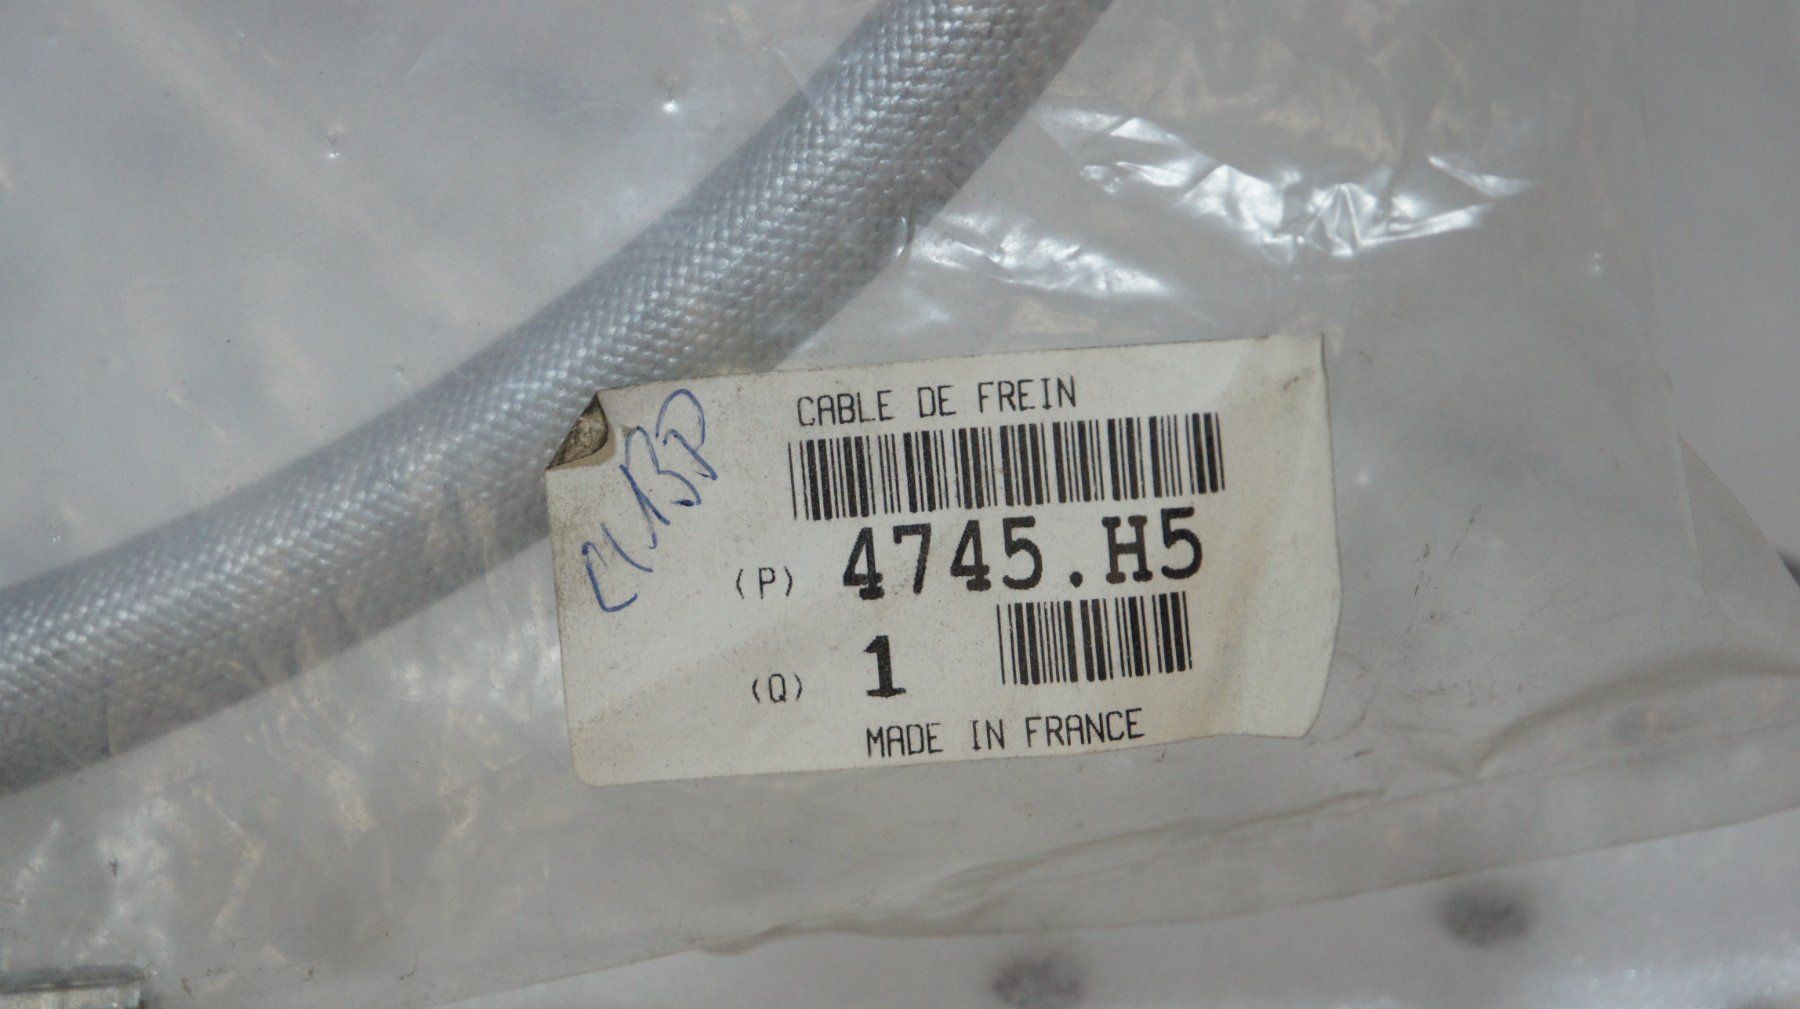 CABLE DE FREIN
(P) 4745.H5
(Q) 1
MADE IN FRANCE